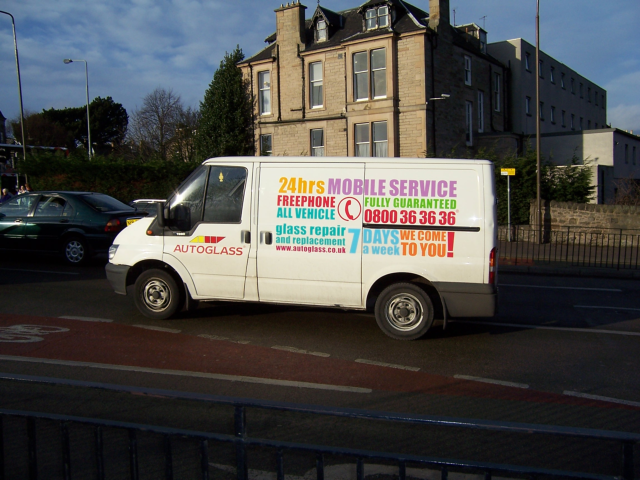 24hrs MOBILE SERVICE
FREEPHONE FULLY GUARANTEED
ALL VEHICLE 0800 36 36 36
glass repair
and replacement
www.autoglass.co.uk
7 DAYS
a week
WE COME
TO YOU!
AUTOGLASS